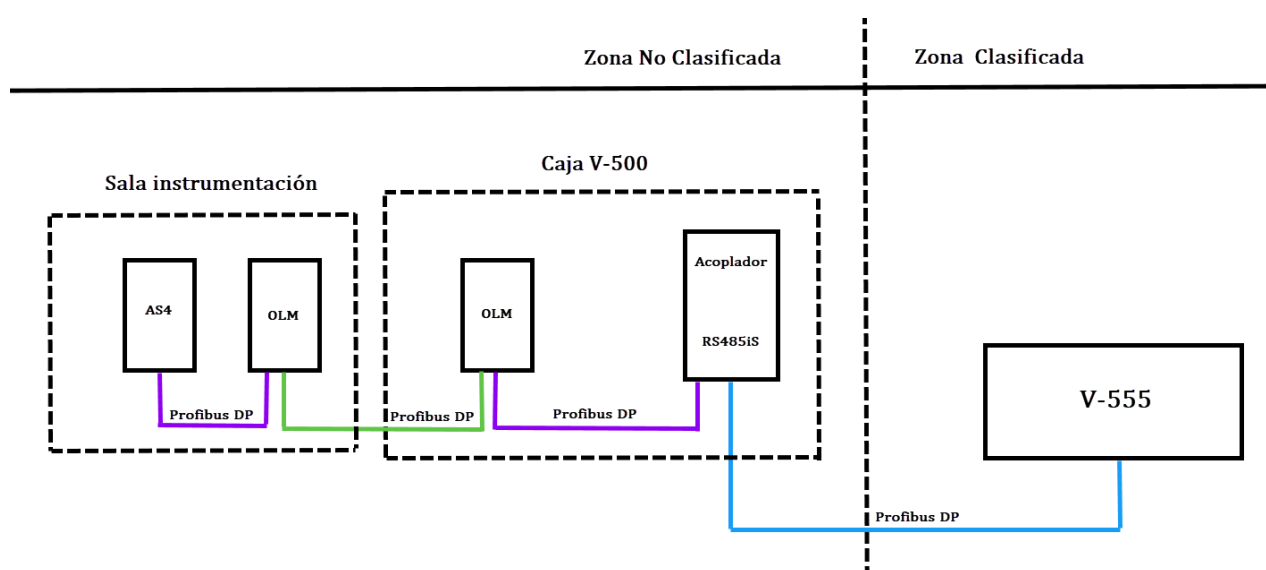 Zona No Clasificada
Zona Clasificada
Caja V-500
Sala instrumentación
AS4
OLM
OLM
Acoplador
RS485iS
V-555
Profibus DP
Profibus DP
Profibus DP
Profibus DP